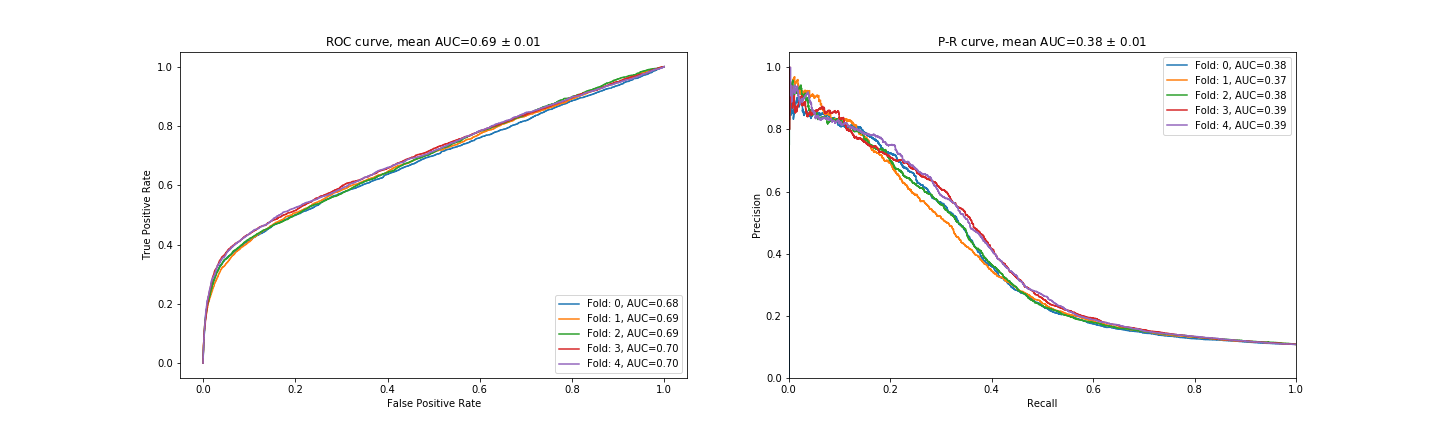 ROC curve, mean AUC=0.69 ± 0.01
True Positive Rate
1.0
0.8
0.6
0.4
0.2
0.0
0.0 0.2 0.4 0.6 0.8 1.0
False Positive Rate
Fold: 0, AUC=0.68
Fold: 1, AUC=0.69
Fold: 2, AUC=0.69
Fold: 3, AUC=0.70
Fold: 4, AUC=0.70
P-R curve, mean AUC=0.38 ± 0.01
Precision
1.0
0.8
0.6
0.4
0.2
0.0
0.0 0.2 0.4 0.6 0.8 1.0
Recall
Fold: 0, AUC=0.38
Fold: 1, AUC=0.37
Fold: 2, AUC=0.38
Fold: 3, AUC=0.39
Fold: 4, AUC=0.39